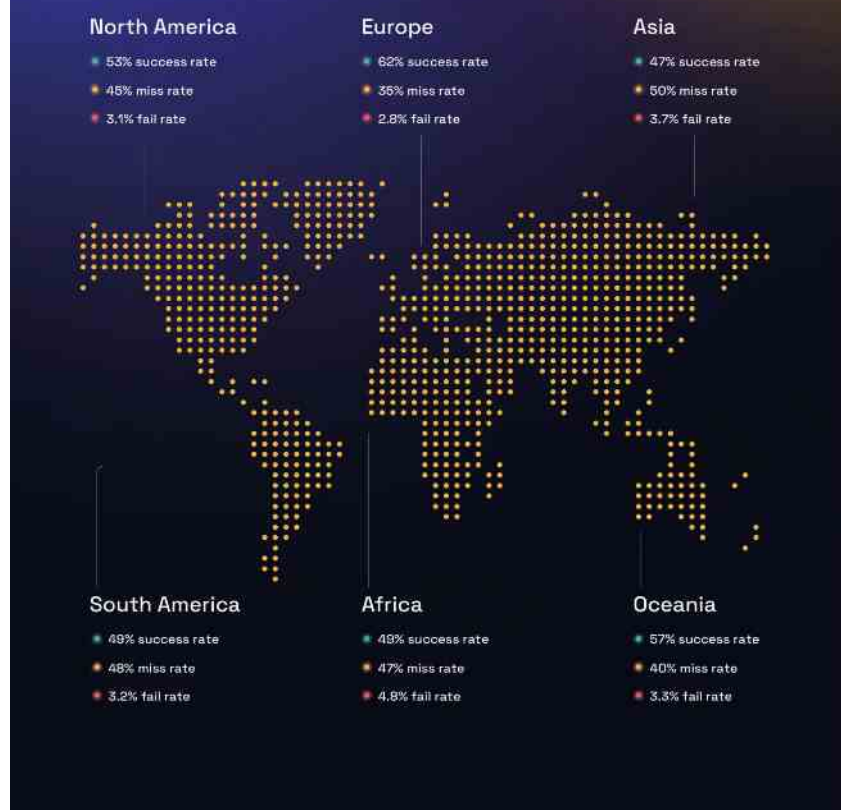 North America
53% success rate
45% miss rate
3.1% fail rate
Europe
62% success rate
35% miss rate
2.8% fail rate
Asia
47% success rate
50% miss rate
3.7% fail rate
South America
49% success rate
48% miss rate
3.2% fail rate
Africa
49% success rate
47% miss rate
4.8% fail rate
Oceania
57% success rate
40% miss rate
3.3% fail rate